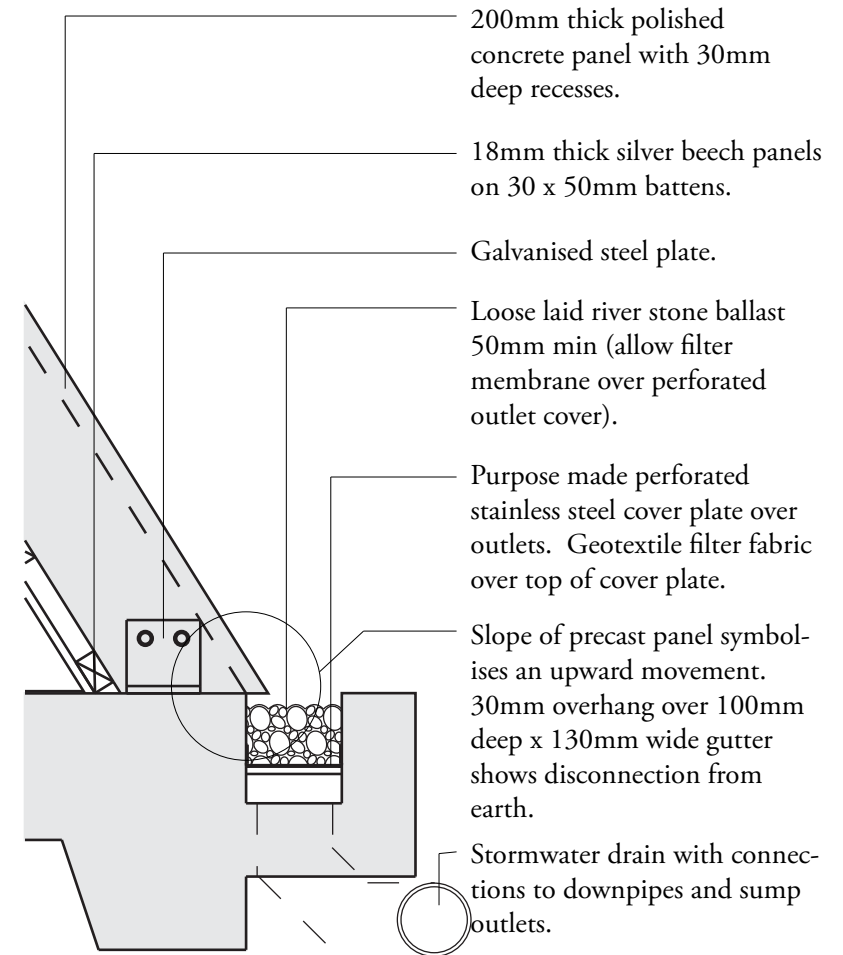 200mm thick polished
concrete panel with 30mm
deep recesses.
18mm thick silver beech panels
on 30 x 50mm battens.
Galvanised steel plate.
Loose laid river stone ballast
50mm min (allow filter
membrane over perforated
outlet cover).
Purpose made perforated
stainless steel cover plate over
outlets.  Geotextile filter fabric
over top of cover plate.
Slope of precast panel symbol-
ises an upward movement.
30mm overhang over 100mm
deep x 130mm wide gutter
shows disconnection from
earth.
Stormwater drain with connec-
tions to downpipes and sump
outlets.